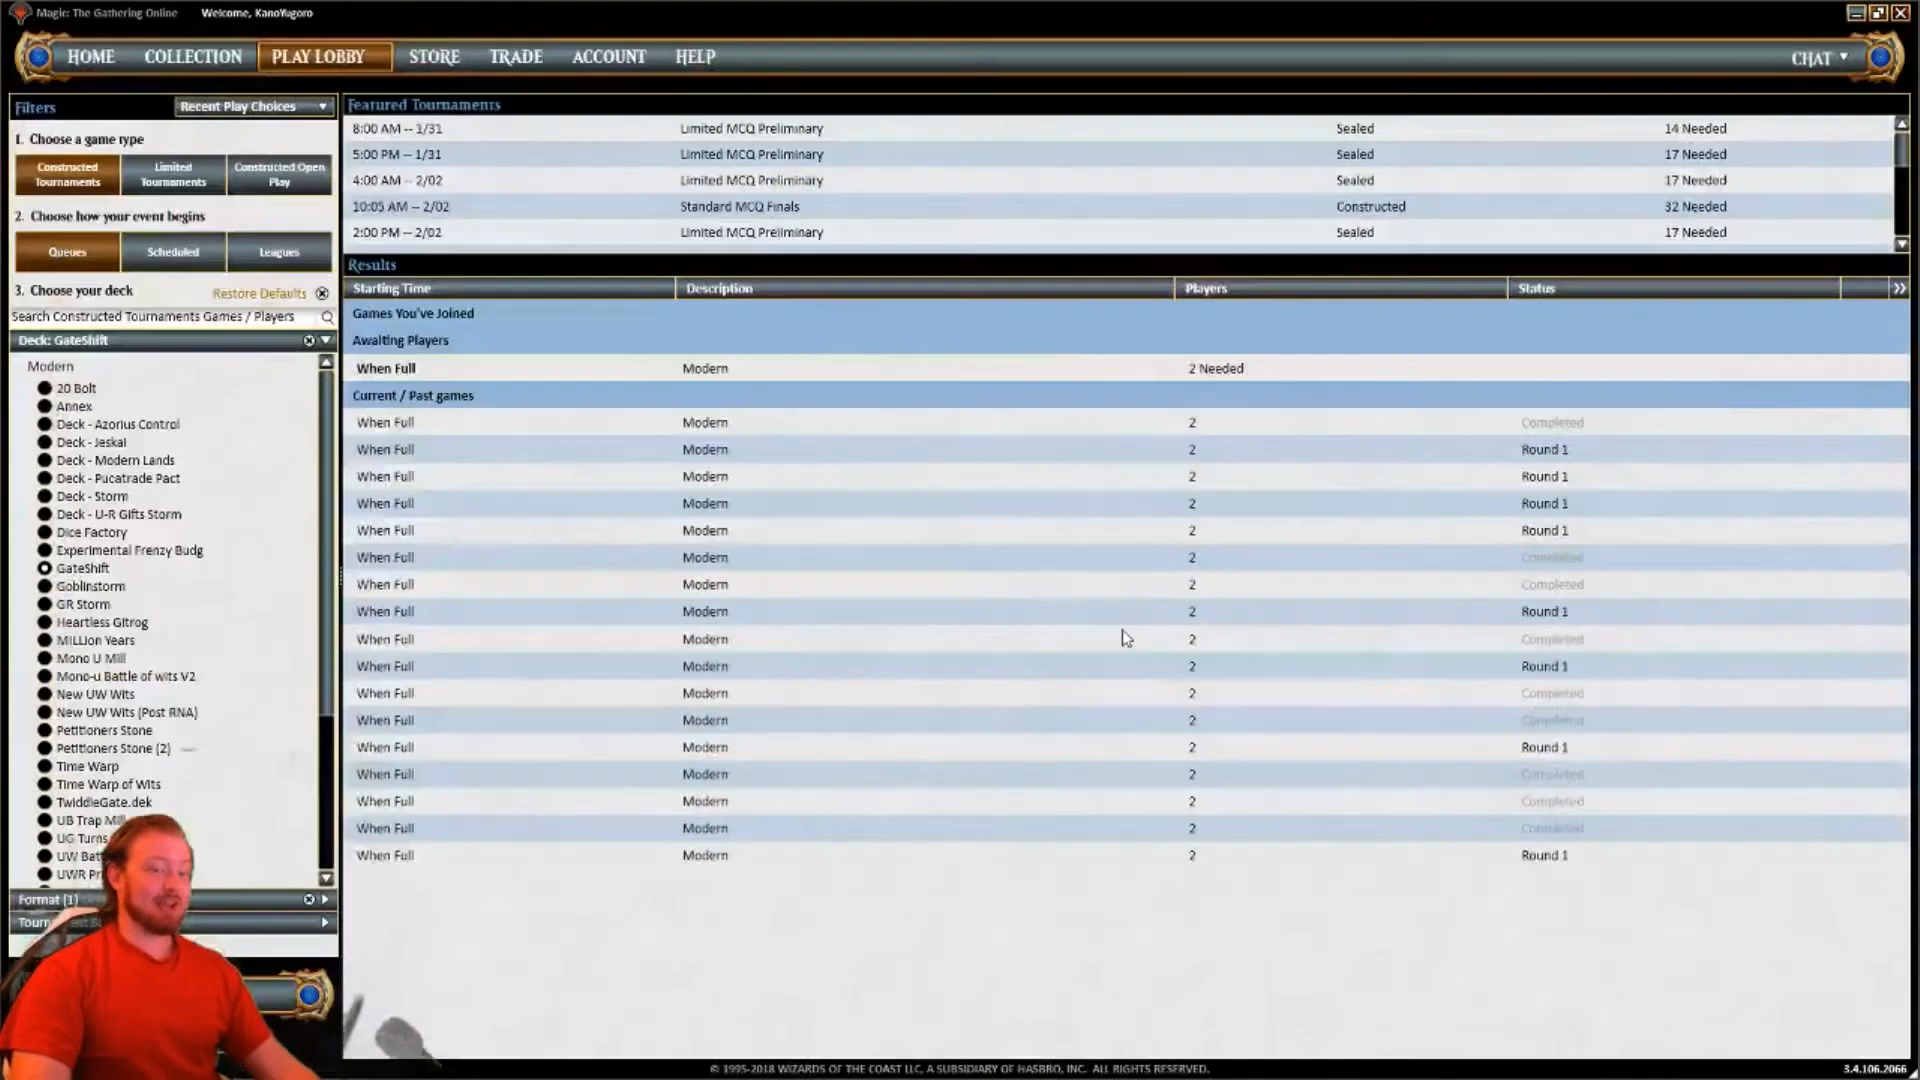 Magic: The Gathering Online Welcome, KanoYugoro
HOME COLLECTION PLAY LOBBY STORE TRADE ACCOUNT HELP CHAT
Filters Recent Play Choices
1. Choose a game type
Constructed Tournaments Limited Tournaments Constructed Open Play
2. Choose how your event begins
Queues Scheduled Leagues
3. Choose your deck Restore Defaults
Search Constructed Tournaments Games / Players
Deck: GateShift
Modern
20 Bolt
Annex
Deck - Azorius Control
Deck - Jeskai
Deck - Modern Lands
Deck - Pucatrade Pact
Deck - Storm
Deck - U-R Gifts Storm
Dice Factory
Experimental Frenzy Budg
GateShift
Goblinstorm
GR Storm
Heartless Gitrog
MILLion Years
Mono U Mill
Mono-u Battle of wits V2
New UW Wits
New UW Wits (Post RNA)
Petitioners Stone
Petitioners Stone (2)
Time Warp
Time Warp of Wits
TwiddleGate.dek
UB Trap
UG Turns
UW
UWR
Format (1)
Featured Tournaments
8:00 AM -- 1/31 Limited MCQ Preliminary Sealed 14 Needed
5:00 PM -- 1/31 Limited MCQ Preliminary Sealed 17 Needed
4:00 AM -- 2/02 Limited MCQ Preliminary Sealed 17 Needed
10:05 AM -- 2/02 Standard MCQ Finals Constructed 32 Needed
2:00 PM -- 2/02 Limited MCQ Preliminary Sealed 17 Needed
Results
Starting Time Description Players Status
Games You've Joined
Awaiting Players
When Full Modern 2 Needed
Current / Past games
When Full Modern 2 Completed
When Full Modern 2 Round 1
When Full Modern 2 Round 1
When Full Modern 2 Round 1
When Full Modern 2 Round 1
When Full Modern 2 Completed
When Full Modern 2 Completed
When Full Modern 2 Round 1
When Full Modern 2 Completed
When Full Modern 2 Round 1
When Full Modern 2 Completed
When Full Modern 2 Completed
When Full Modern 2 Round 1
When Full Modern 2 Completed
When Full Modern 2 Completed
When Full Modern 2 Completed
When Full Modern 2 Round 1
© 1995-2018 WIZARDS OF THE COAST LLC, A SUBSIDIARY OF HASBRO, INC. ALL RIGHTS RESERVED. 3.4.106.2066